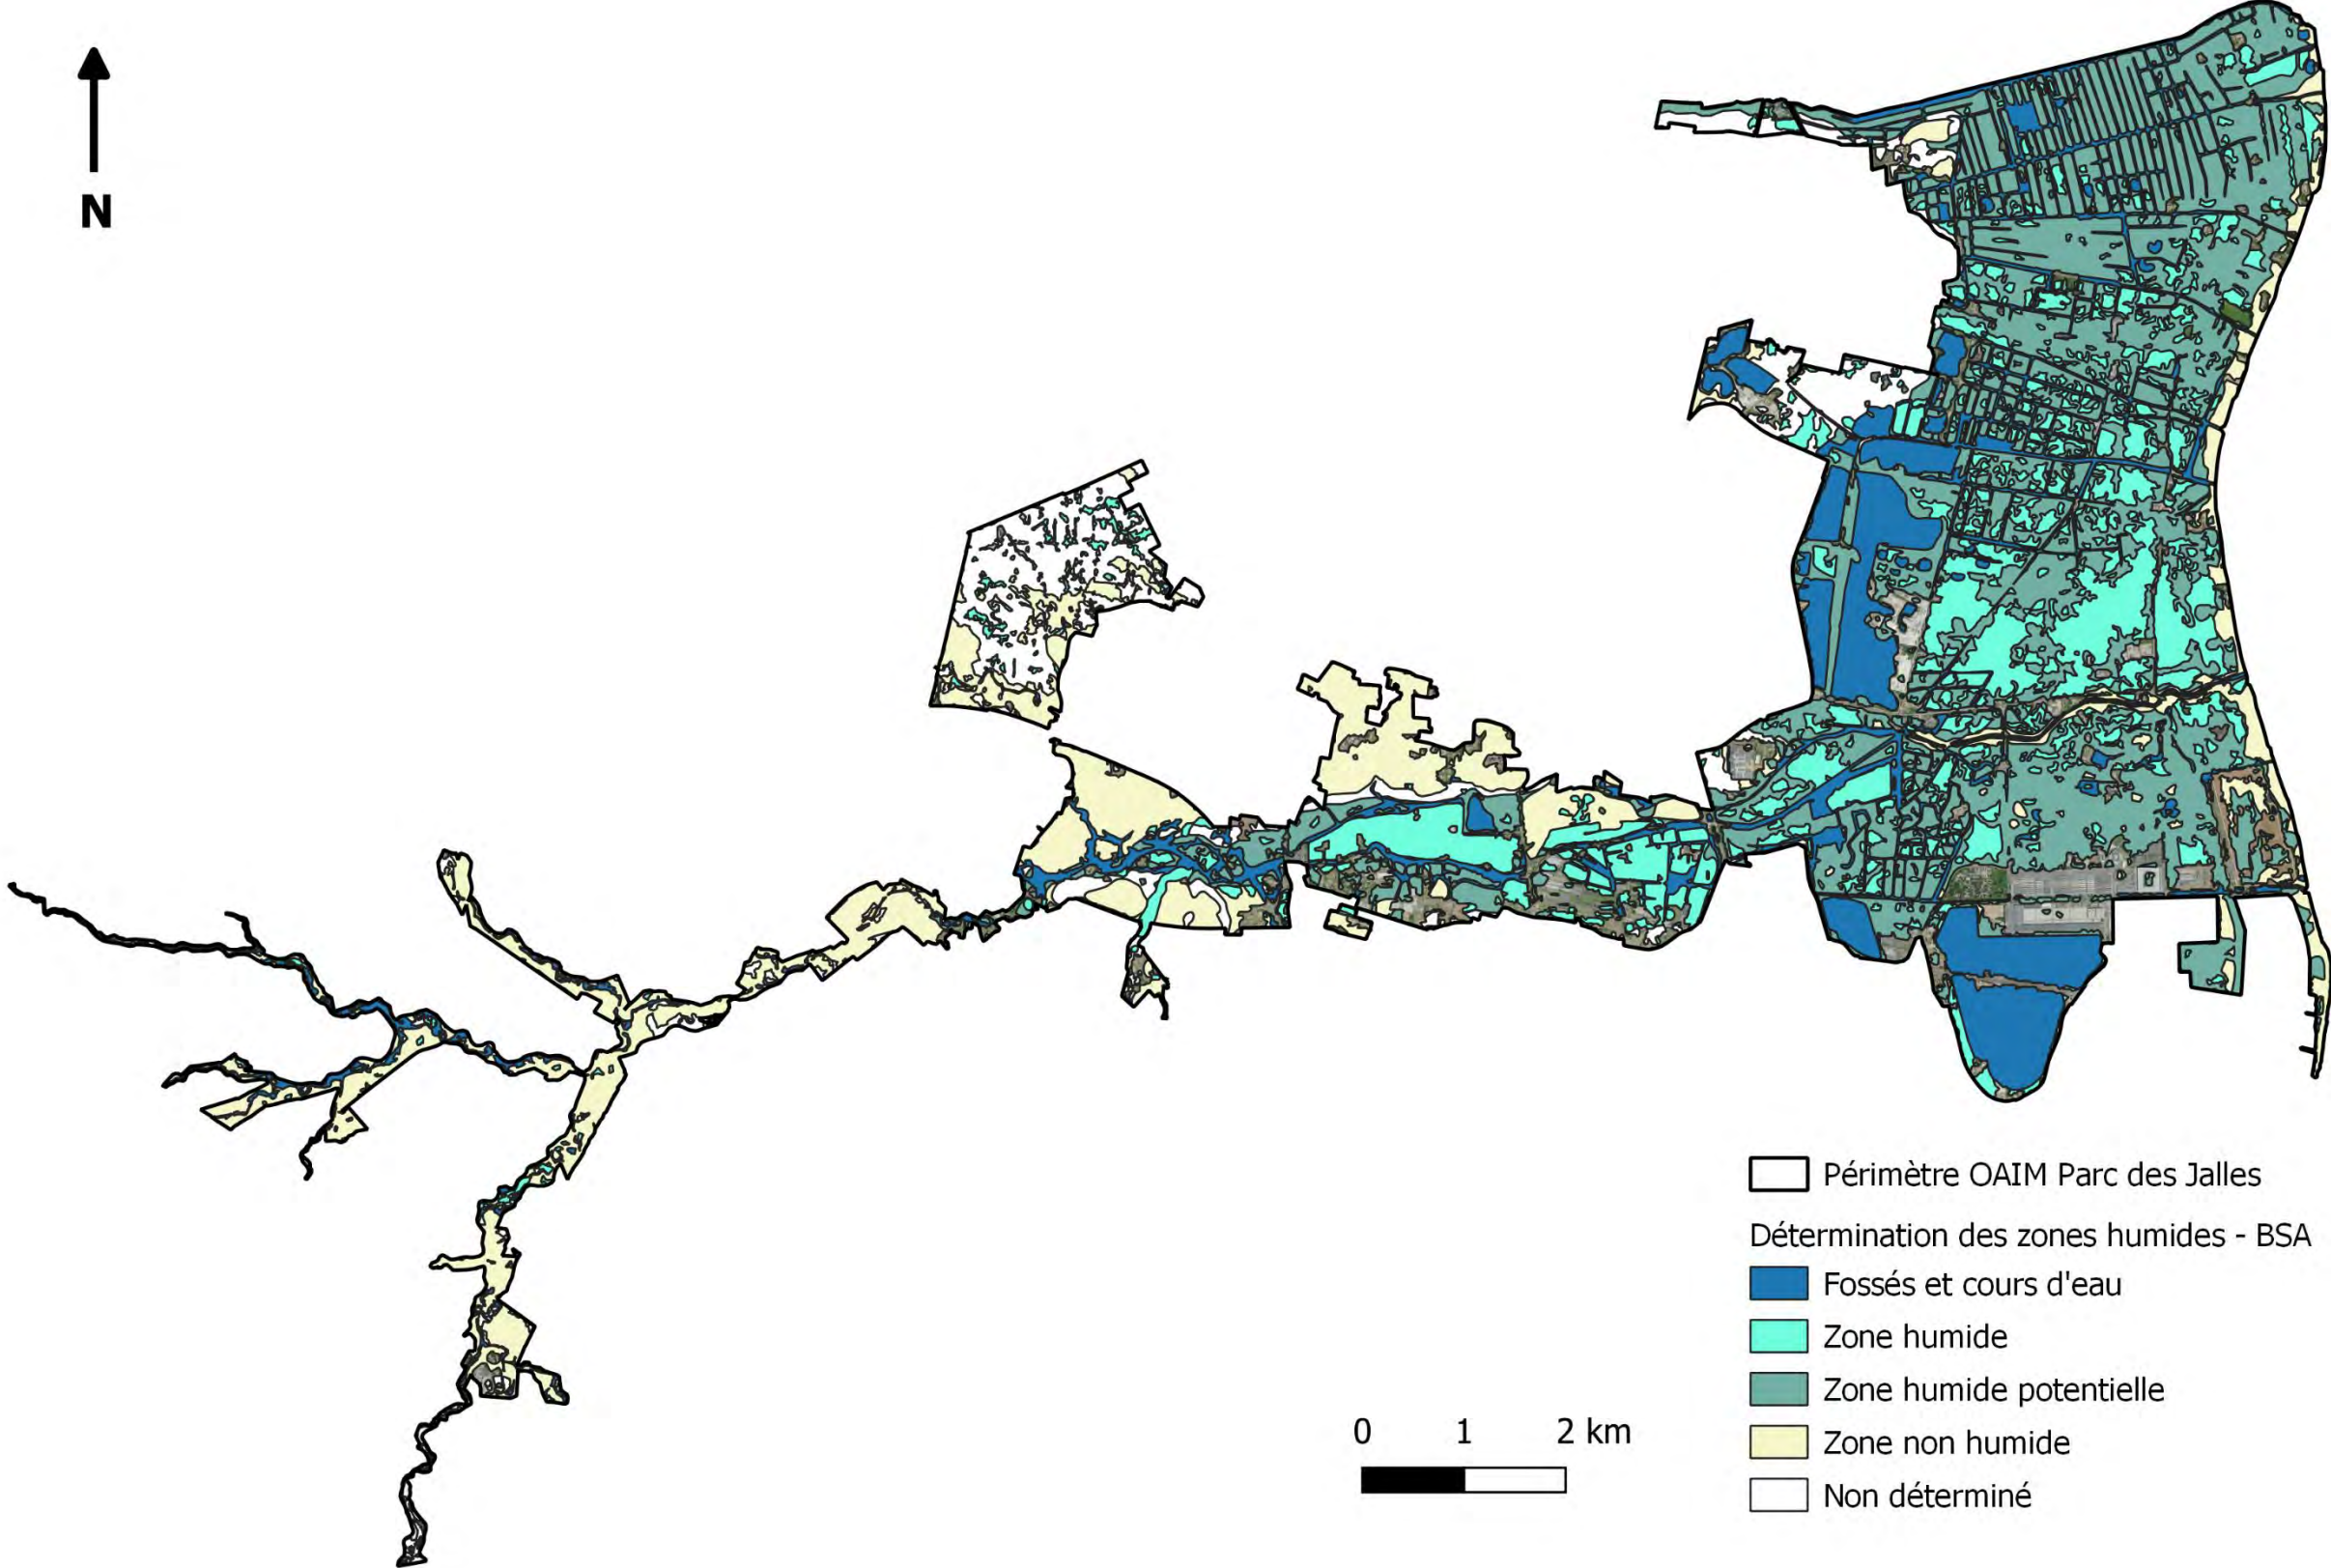 N
Périmètre OAIM Parc des Jalles
Détermination des zones humides - BSA
Fossés et cours d'eau
Zone humide
Zone humide potentielle
Zone non humide
Non déterminé
0 1 2 km